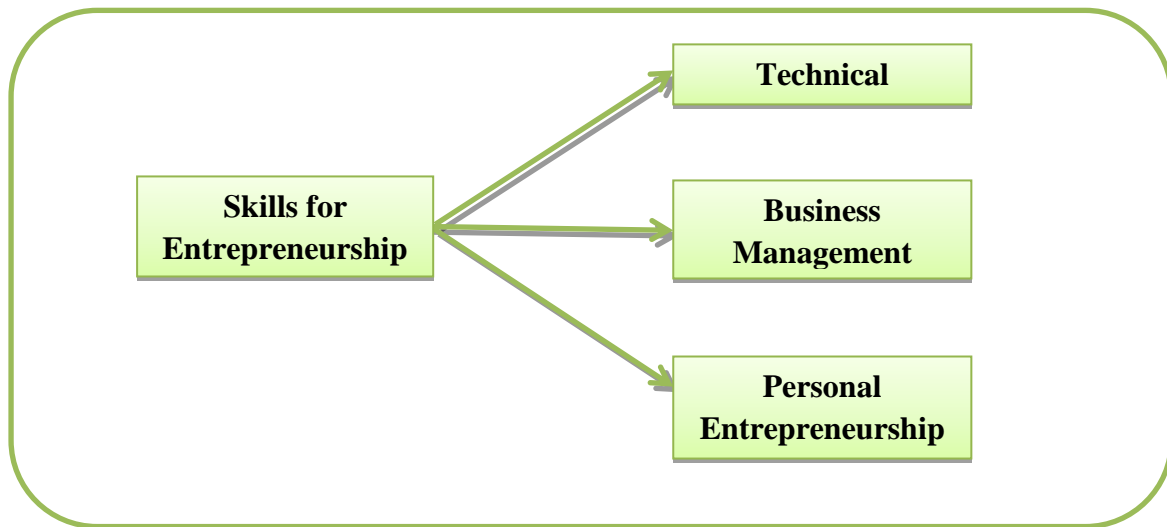 Technical
Skills for
Entrepreneurship
Business
Management
Personal
Entrepreneurship